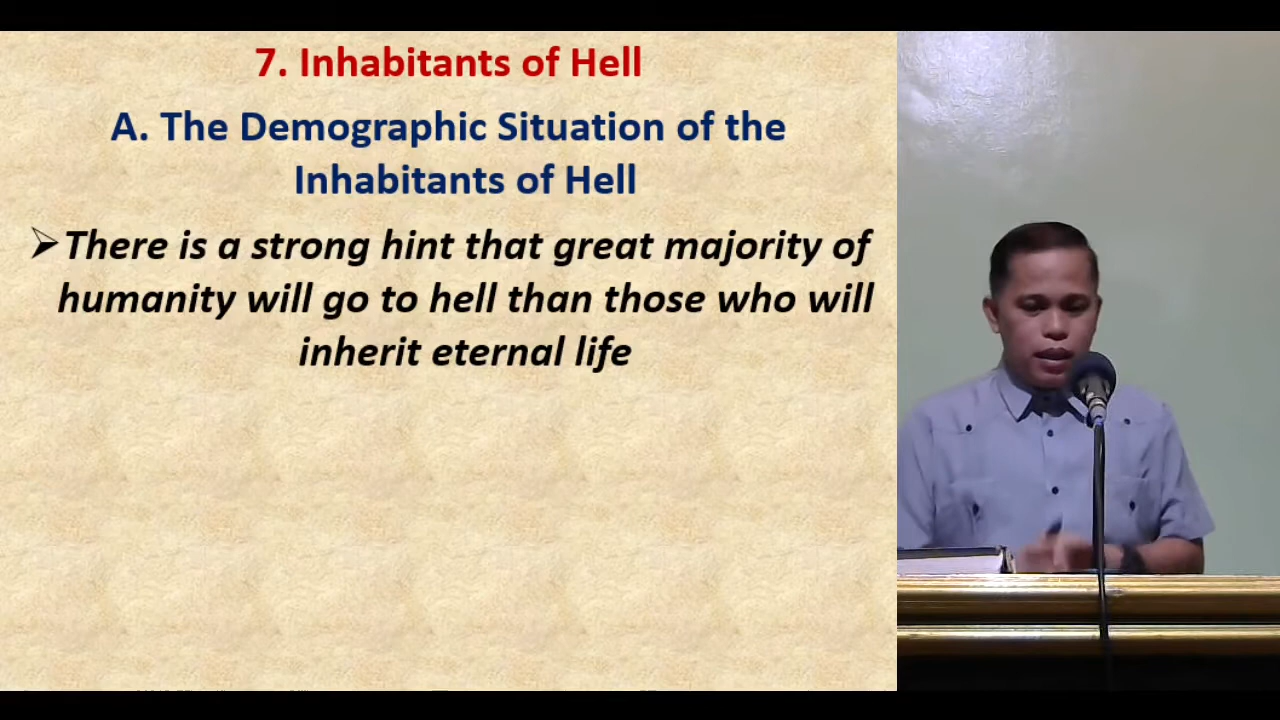 7. Inhabitants of Hell
A. The Demographic Situation of the
Inhabitants of Hell
➢There is a strong hint that great majority of
humanity will go to hell than those who will
inherit eternal life